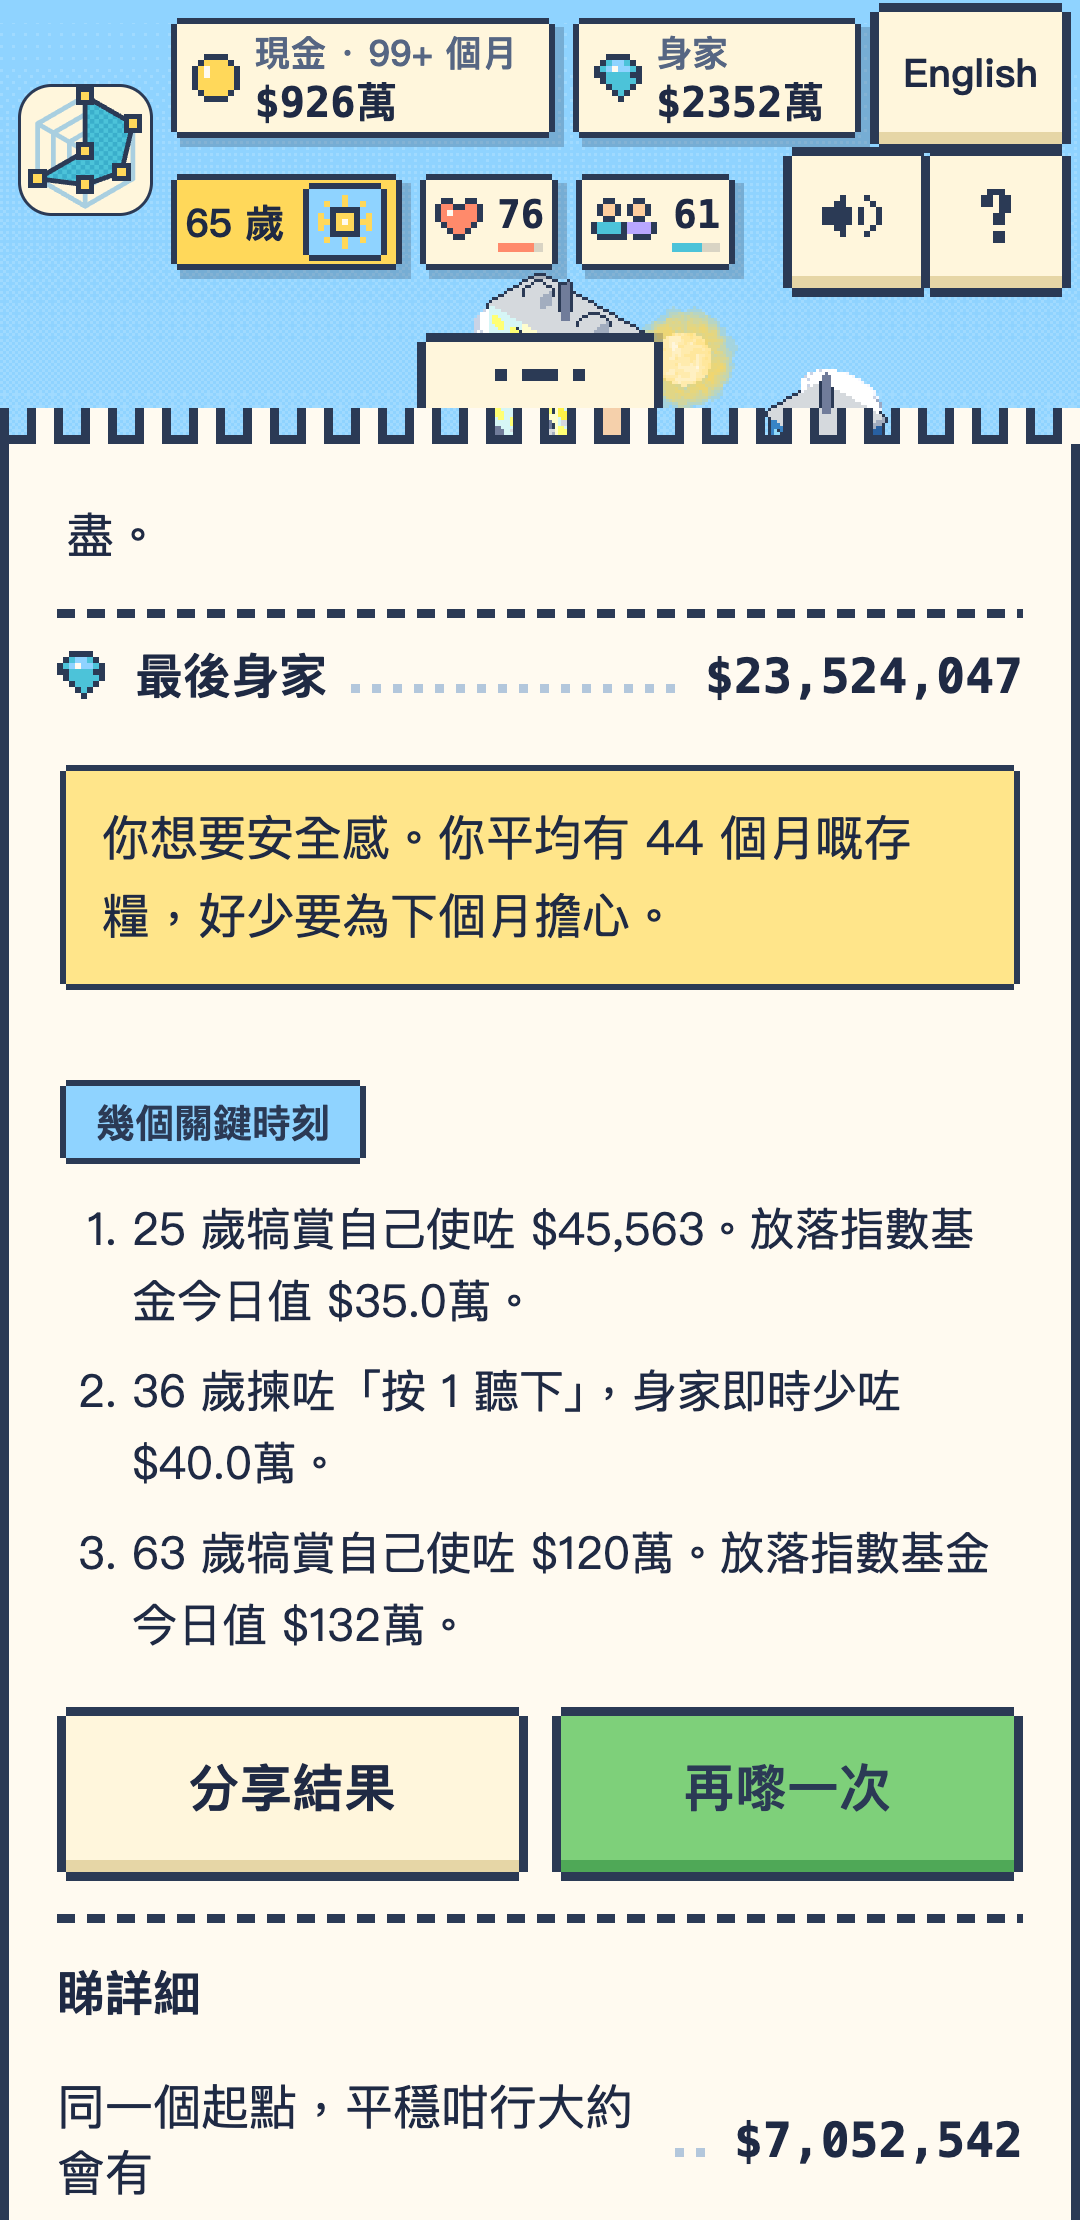 現金 · 99+ 個月
$926萬
身家
$2352萬
English
65 歲
76
61
?
盡。
最後身家
$23,524,047
你想要安全感。你平均有 44 個月嘅存
糧，好少要為下個月擔心。
幾個關鍵時刻
1. 25 歲犒賞自己使咗 $45,563。放落指數基
金今日值 $35.0萬。
2. 36 歲揀咗「按 1 聽下」，身家即時少咗
$40.0萬。
3. 63 歲犒賞自己使咗 $120萬。放落指數基金
今日值 $132萬。
分享結果
再嚟一次
睇詳細
同一個起點，平穩咁行大約
會有
$7,052,542